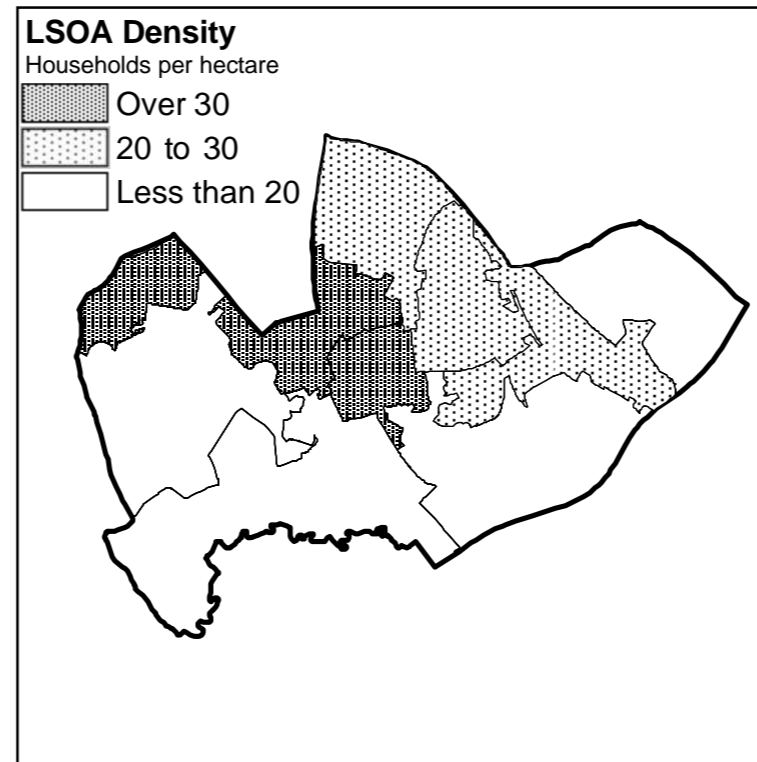 LSOA Density
Households per hectare
Over 30
20 to 30
Less than 20